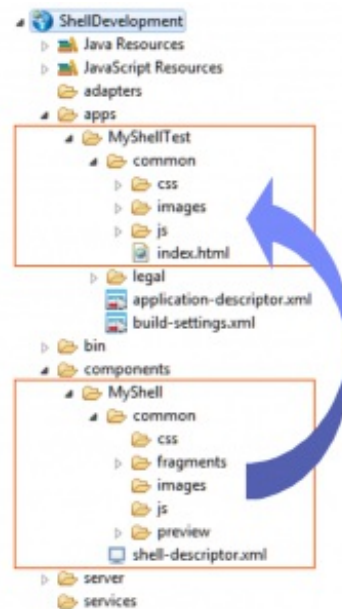 ShellDevelopment
Java Resources
JavaScript Resources
adapters
apps
MyShellTest
common
css
images
js
index.html
legal
application-descriptor.xml
build-settings.xml
bin
components
MyShell
common
css
fragments
images
js
preview
shell-descriptor.xml
server
services